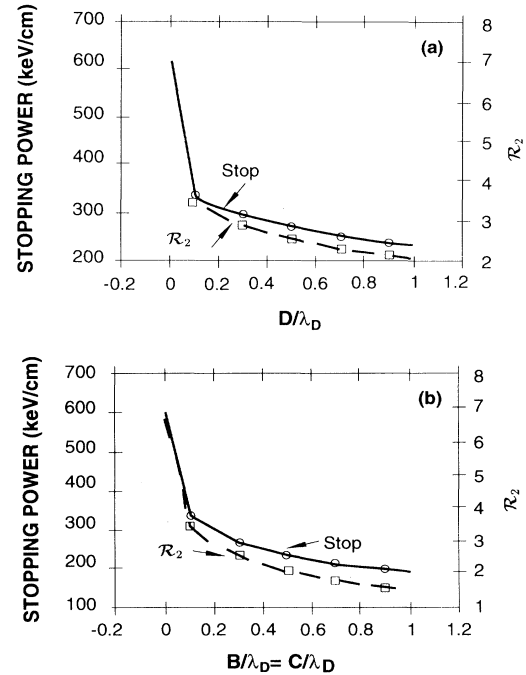 (a)
STOPPING POWER (keV/cm)
700
600
500
400
300
200
8
7
6
5
4
3
2
ℛ₂
Stop
ℛ₂
-0.2 0 0.2 0.4 0.6 0.8 1 1.2
D/λD
(b)
STOPPING POWER (keV/cm)
700
600
500
400
300
200
100
8
7
6
5
4
3
2
1
ℛ₂
Stop
ℛ₂
-0.2 0 0.2 0.4 0.6 0.8 1 1.2
B/λD= C/λD